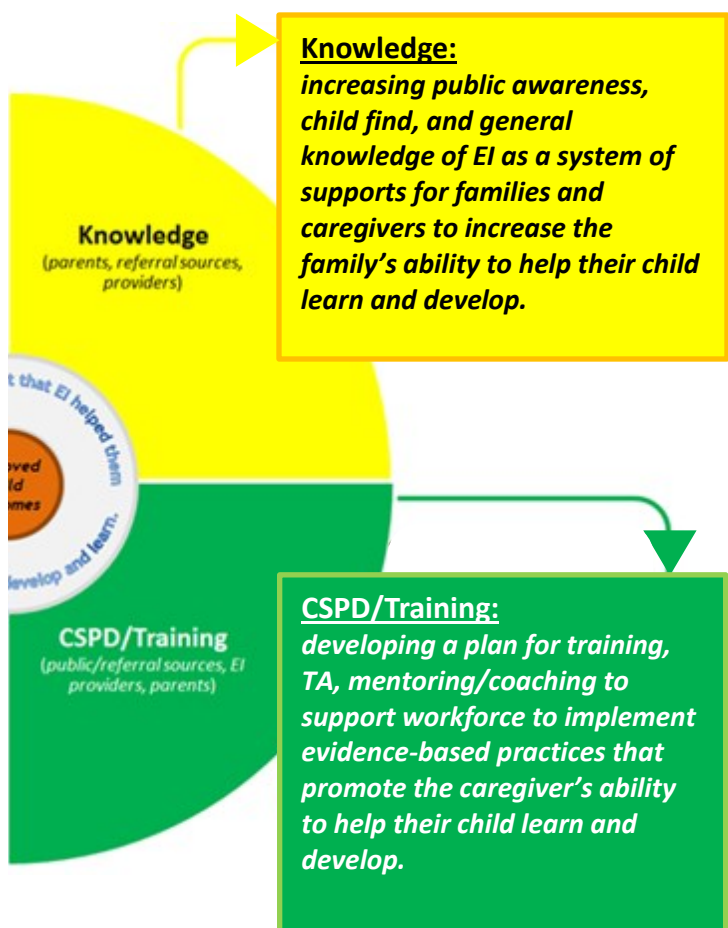 Knowledge:
increasing public awareness,
child find, and general
knowledge of EI as a system of
supports for families and
caregivers to increase the
family's ability to help their child
learn and develop.
Knowledge
(parents, referral sources,
providers)
that EI helped them
develop and learn.
CSPD/Training
(public/referral sources, EI
providers, parents)
CSPD/Training:
developing a plan for training,
TA, mentoring/coaching to
support workforce to implement
evidence-based practices that
promote the caregiver's ability
to help their child learn and
develop.